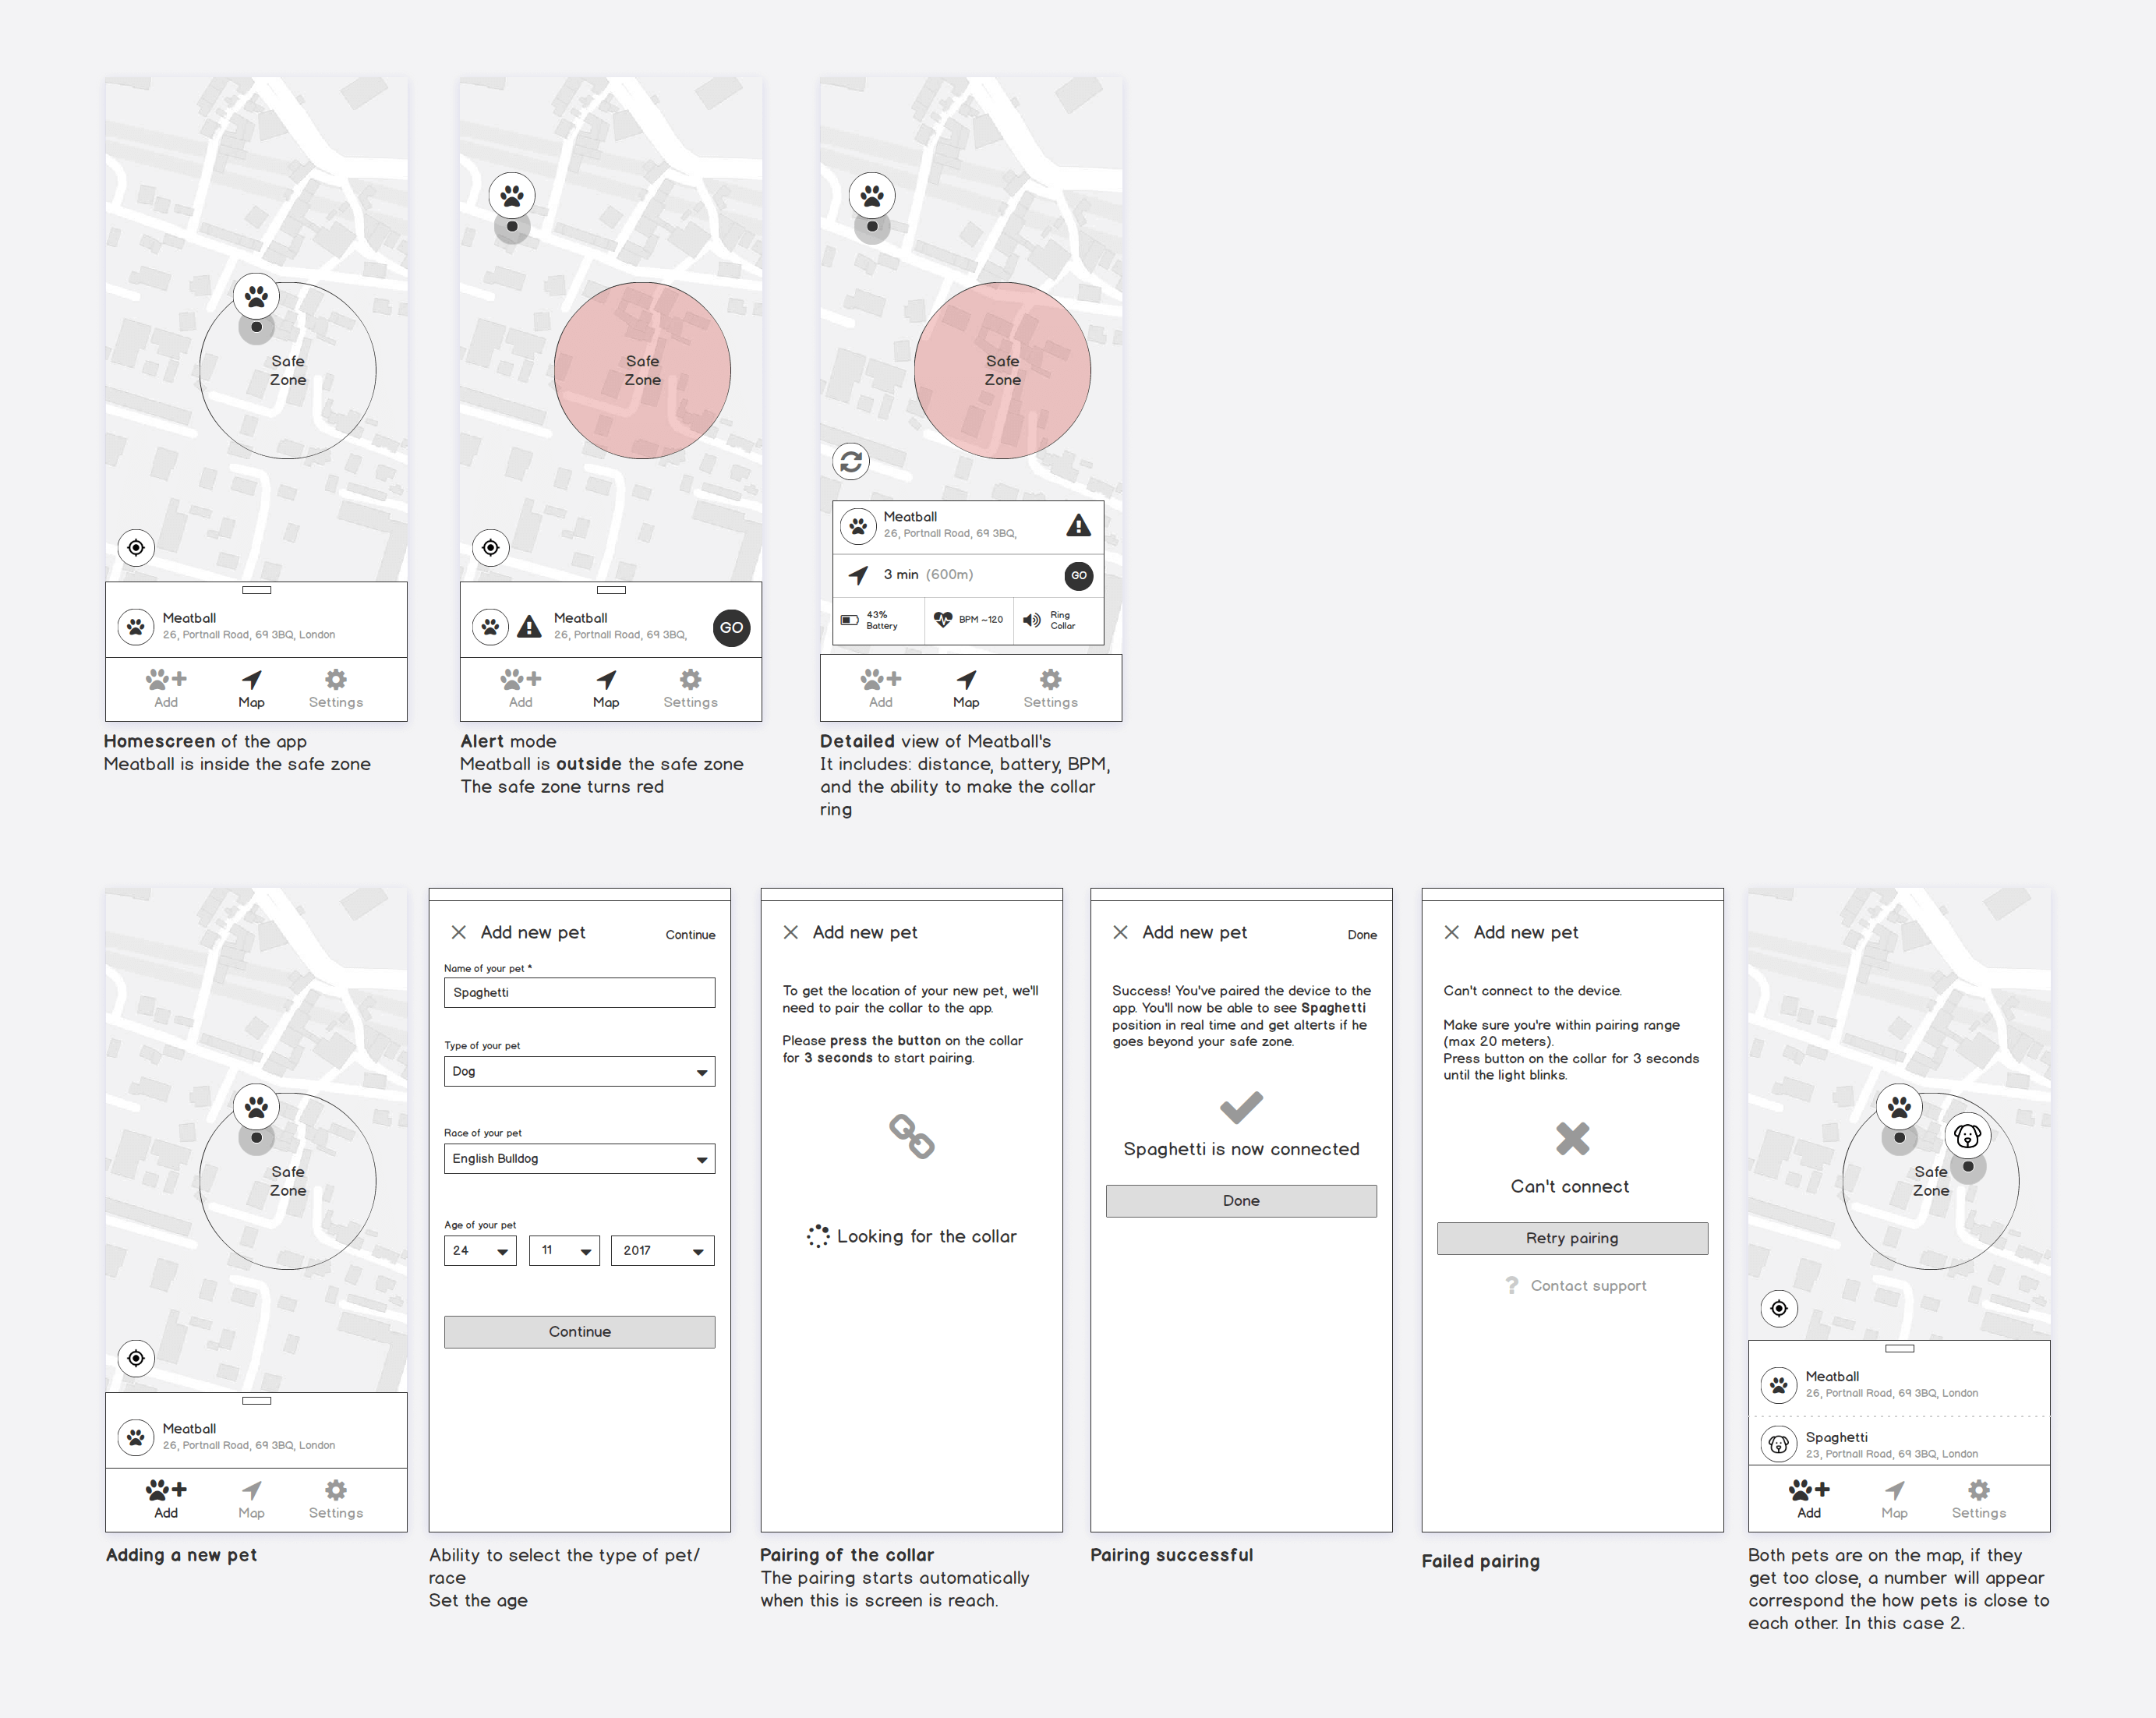 Safe
Zone
Meatball
26, Portnall Road, 69 3BQ, London
Add
Map
Settings
Homescreen of the app
Meatball is inside the safe zone
Safe
Zone
Meatball
26, Portnall Road, 69 3BQ,
GO
Add
Map
Settings
Alert mode
Meatball is outside the safe zone
The safe zone turns red
Safe
Zone
Meatball
26, Portnall Road, 69 3BQ,
3 min (600m)
GO
43%
Battery
BPM ~120
Ring
Collar
Add
Map
Settings
Detailed view of Meatball's
It includes: distance, battery, BPM,
and the ability to make the collar
ring
Safe
Zone
Meatball
26, Portnall Road, 69 3BQ, London
Add
Map
Settings
Adding a new pet
Add new pet
Continue
Name of your pet *
Spaghetti
Type of your pet
Dog
Race of your pet
English Bulldog
Age of your pet
24
11
2017
Continue
Ability to select the type of pet/
race
Set the age
Add new pet
To get the location of your new pet, we'll
need to pair the collar to the app.
Please press the button on the collar
for 3 seconds to start pairing.
Looking for the collar
Pairing of the collar
The pairing starts automatically
when this is screen is reach.
Add new pet
Done
Success! You've paired the device to the
app. You'll now be able to see Spaghetti
position in real time and get alterts if he
goes beyond your safe zone.
Spaghetti is now connected
Done
Pairing successful
Add new pet
Can't connect to the device.
Make sure you're within pairing range
(max 20 meters).
Press button on the collar for 3 seconds
until the light blinks.
Can't connect
Retry pairing
? Contact support
Failed pairing
Safe
Zone
Meatball
26, Portnall Road, 69 3BQ, London
Spaghetti
23, Portnall Road, 69 3BQ, London
Add
Map
Settings
Both pets are on the map, if they
get too close, a number will appear
correspond the how pets is close to
each other. In this case 2.